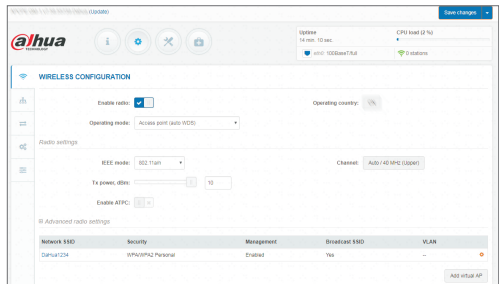 (Update)
Save changes
alhua
TECHNOLOGY
Uptime
14 min. 10 sec.
CPU load (2 %)
eth0: 100BaseT/full
0 stations
WIRELESS CONFIGURATION
Enable radio:
Operating country:
Operating mode: Access point (auto WDS)
Radio settings
IEEE mode: 802.11an
Channel: Auto / 40 MHz (Upper)
Tx power, dBm: 10
Enable ATPC:
Advanced radio settings
Network SSID Security Management Broadcast SSID VLAN
DaHua1234 WPA/WPA2 Personal Enabled Yes --
Add virtual AP